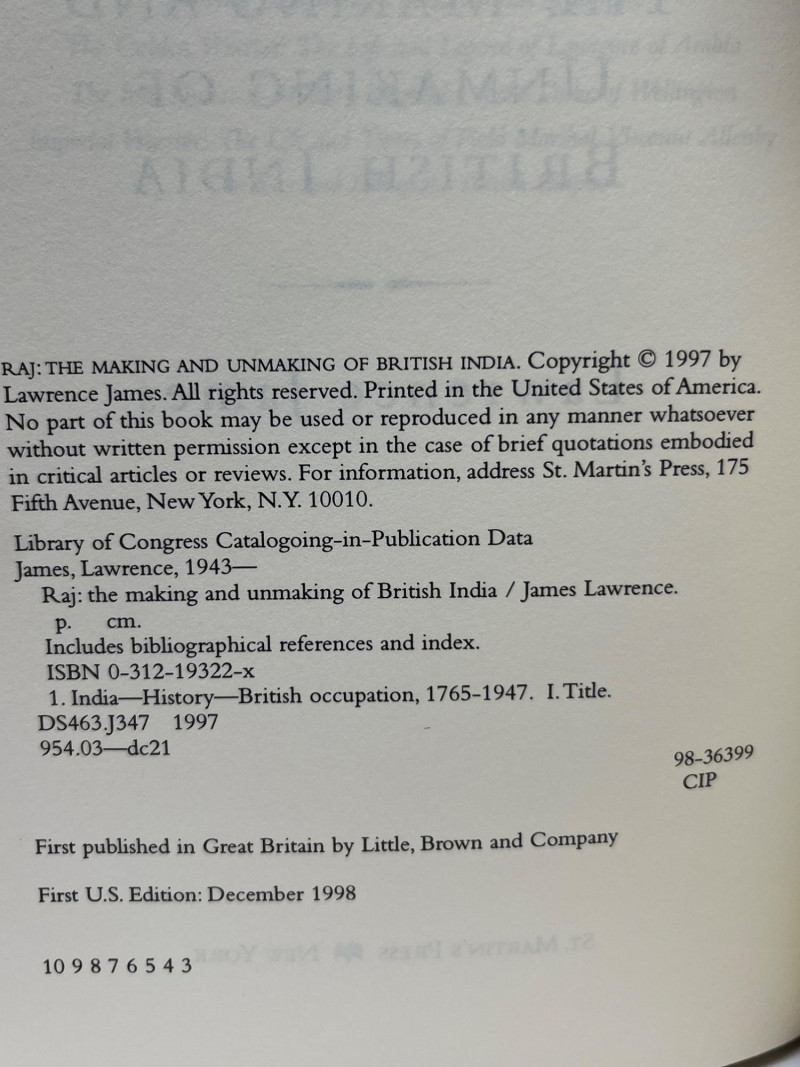 RAJ: THE MAKING AND UNMAKING OF BRITISH INDIA. Copyright © 1997 by
Lawrence James. All rights reserved. Printed in the United States of America.
No part of this book may be used or reproduced in any manner whatsoever
without written permission except in the case of brief quotations embodied
in critical articles or reviews. For information, address St. Martin's Press, 175
Fifth Avenue, New York, N.Y. 10010.
Library of Congress Catalogoing-in-Publication Data
James, Lawrence, 1943—
Raj: the making and unmaking of British India / James Lawrence.
p. cm.
Includes bibliographical references and index.
ISBN 0-312-19322-x
1. India—History—British occupation, 1765-1947. I. Title.
DS463.J347 1997
954.03—dc21
98-36399
CIP
First published in Great Britain by Little, Brown and Company
First U.S. Edition: December 1998
10 9 8 7 6 5 4 3